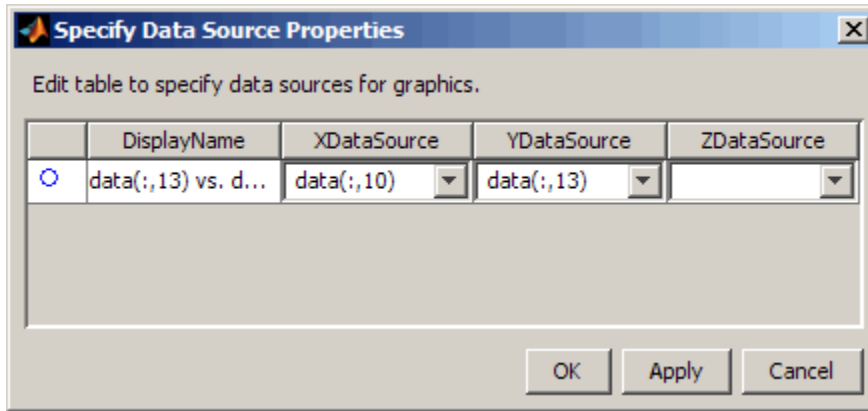 Specify Data Source Properties
Edit table to specify data sources for graphics.
DisplayName XDataSource YDataSource ZDataSource
data(:,13) vs. d... data(:,10) data(:,13)
OK Apply Cancel